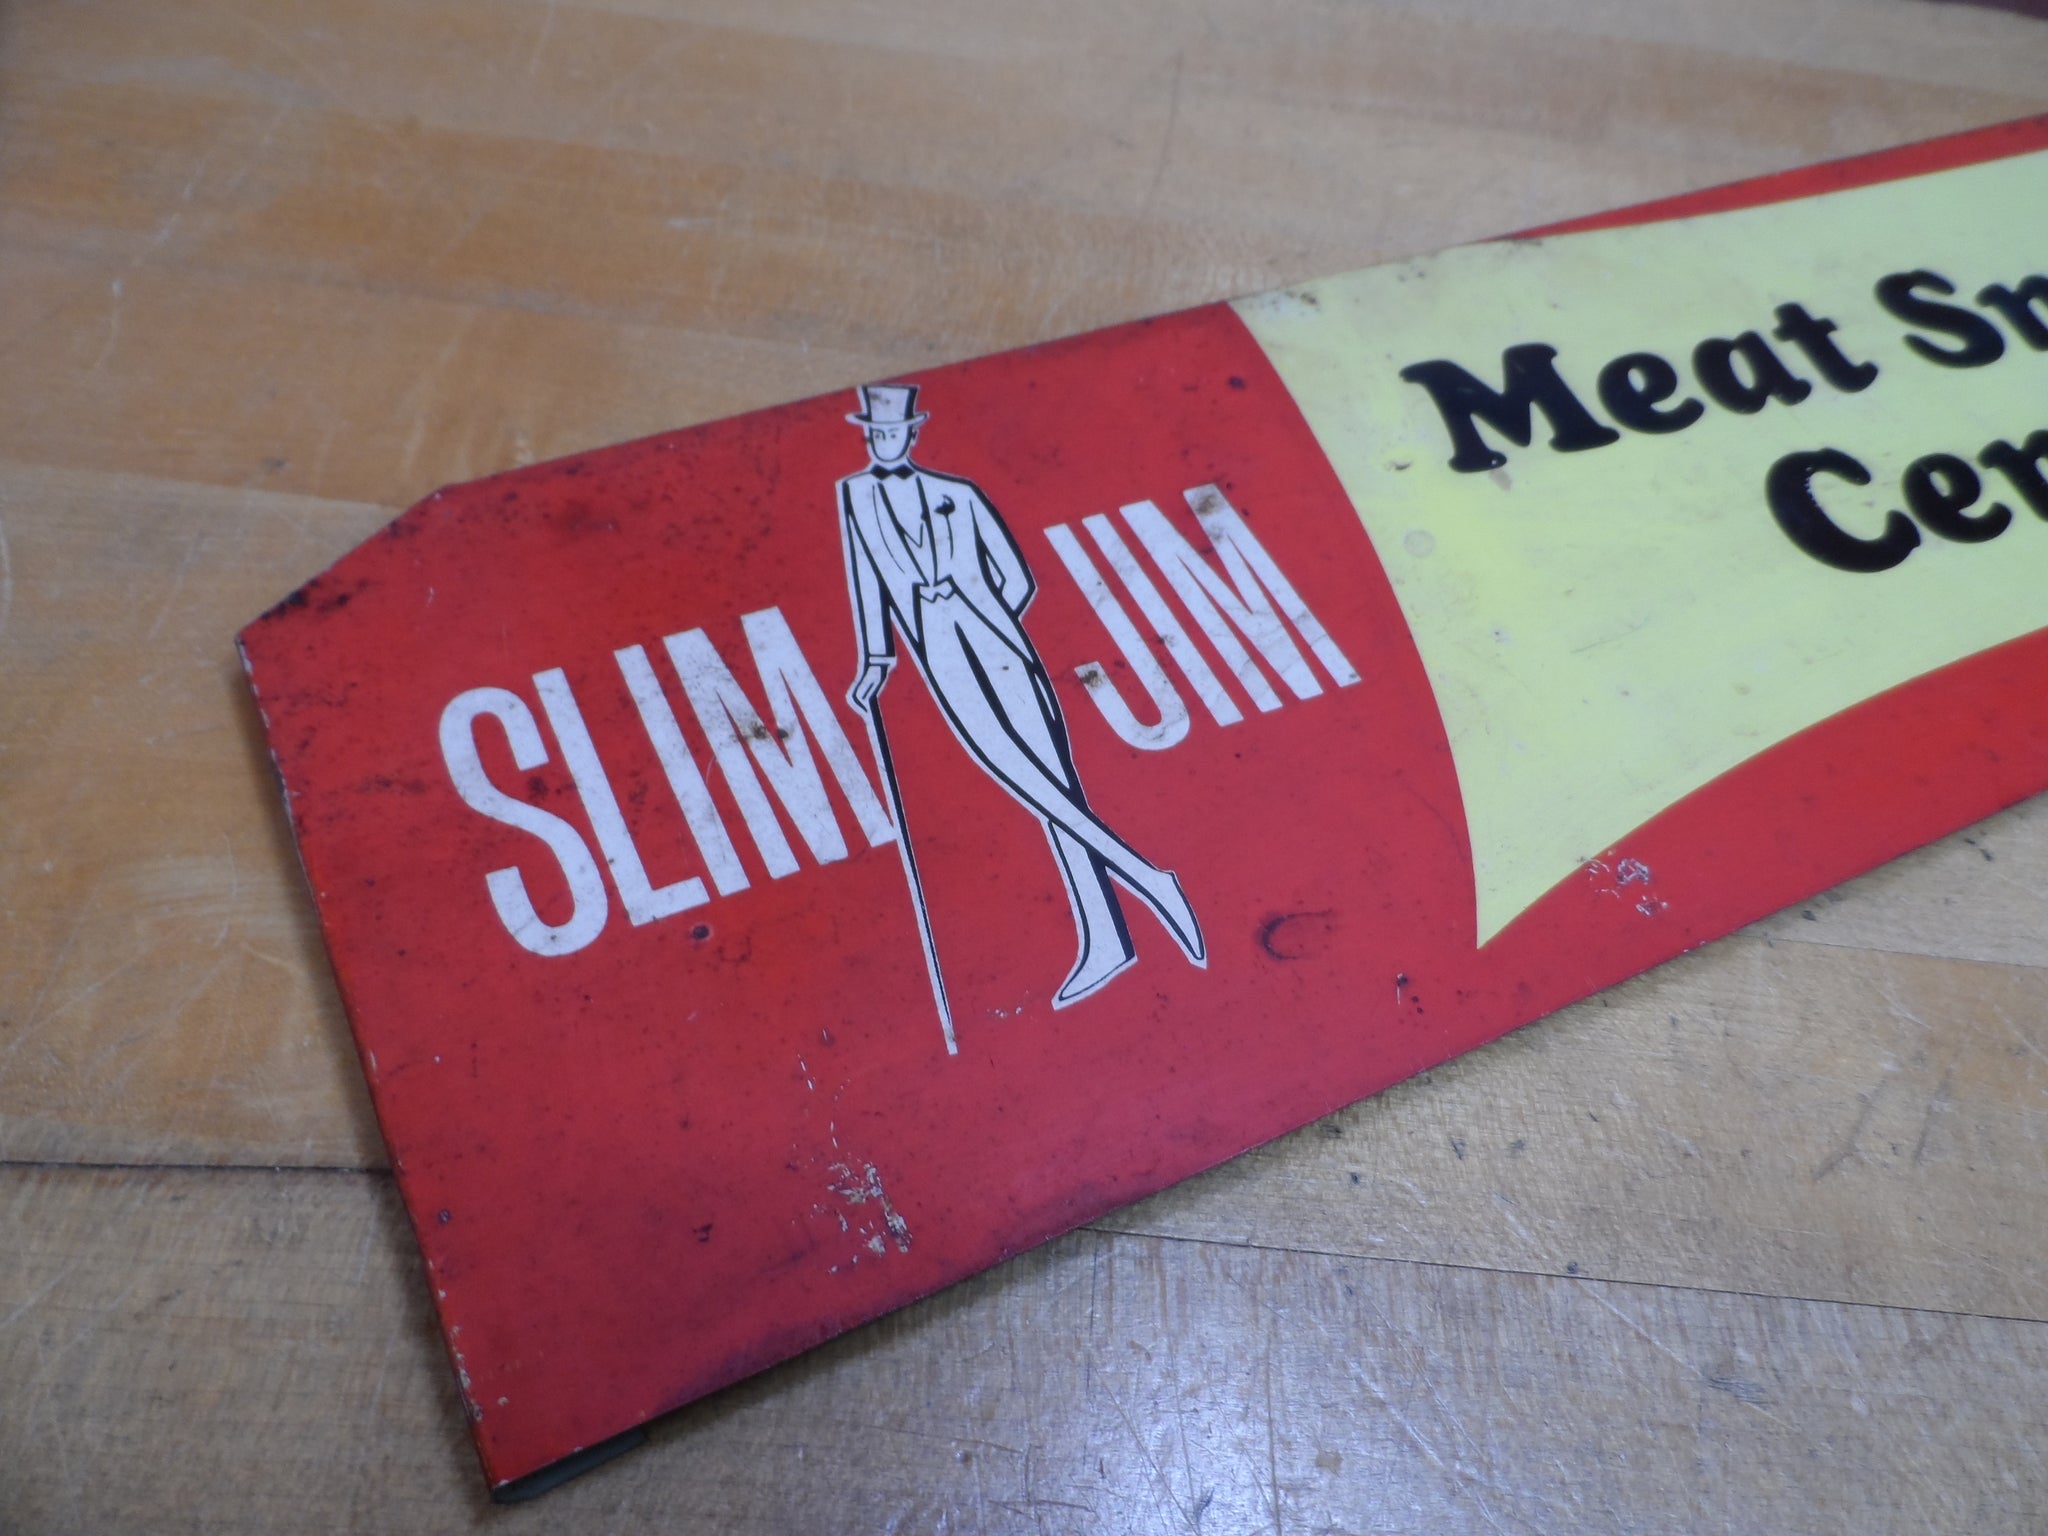 SLIM JIM
Meat Sn
Cen